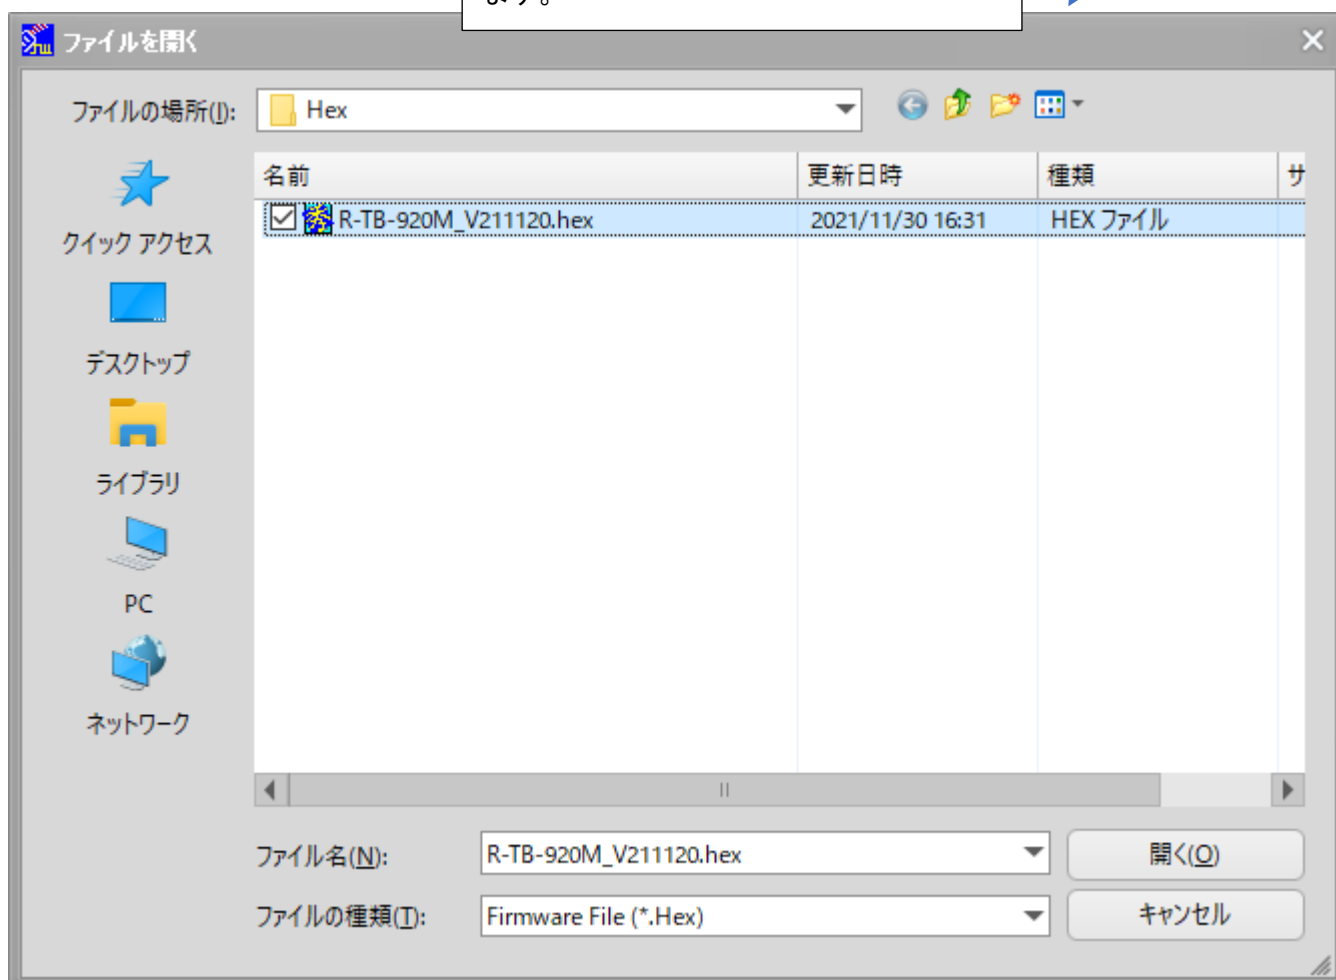 ます。
ファイルを開く
ファイルの場所(I): Hex
名前 更新日時 種類 サ
R-TB-920M_V211120.hex 2021/11/30 16:31 HEX ファイル
クイック アクセス
デスクトップ
ライブラリ
PC
ネットワーク
ファイル名(N): R-TB-920M_V211120.hex 開く(O)
ファイルの種類(T): Firmware File (*.Hex) キャンセル